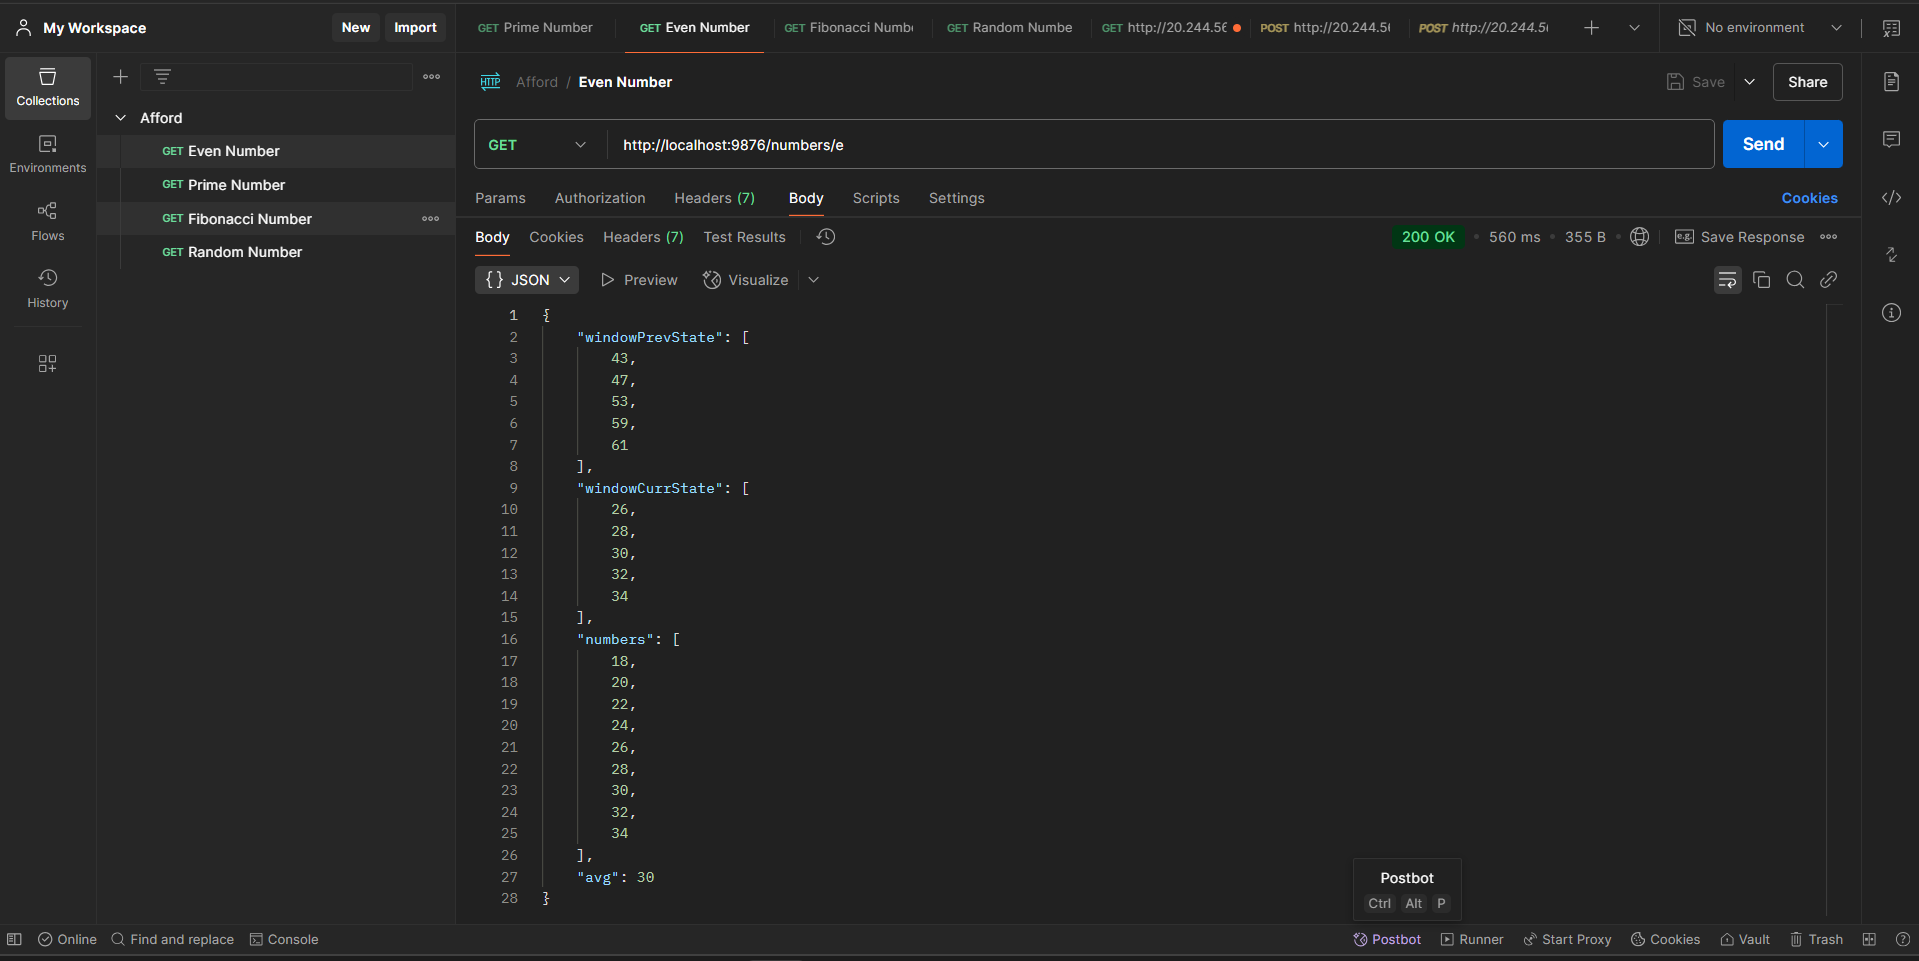 My Workspace
New
Import
GET Prime Number
GET Even Number
GET Fibonacci Numb
GET Random Numbe
GET http://20.244.56
POST http://20.244.5
POST http://20.244.5
No environment
Collections
Environments
Flows
History
Afford
GET Even Number
GET Prime Number
GET Fibonacci Number
GET Random Number
HTTP Afford / Even Number
Save
Share
GET http://localhost:9876/numbers/e
Send
Params Authorization Headers (7) Body Scripts Settings
Cookies
Body Cookies Headers (7) Test Results
200 OK • 560 ms • 355 B •
e.g. Save Response
{} JSON
Preview
Visualize
1 {
2 "windowPrevState": [
3 43,
4 47,
5 53,
6 59,
7 61
8 ],
9 "windowCurrState": [
10 26,
11 28,
12 30,
13 32,
14 34
15 ],
16 "numbers": [
17 18,
18 20,
19 22,
20 24,
21 26,
22 28,
23 30,
24 32,
25 34
26 ],
27 "avg": 30
28 }
Postbot
Ctrl Alt P
Online
Find and replace
Console
Postbot
Runner
Start Proxy
Cookies
Vault
Trash